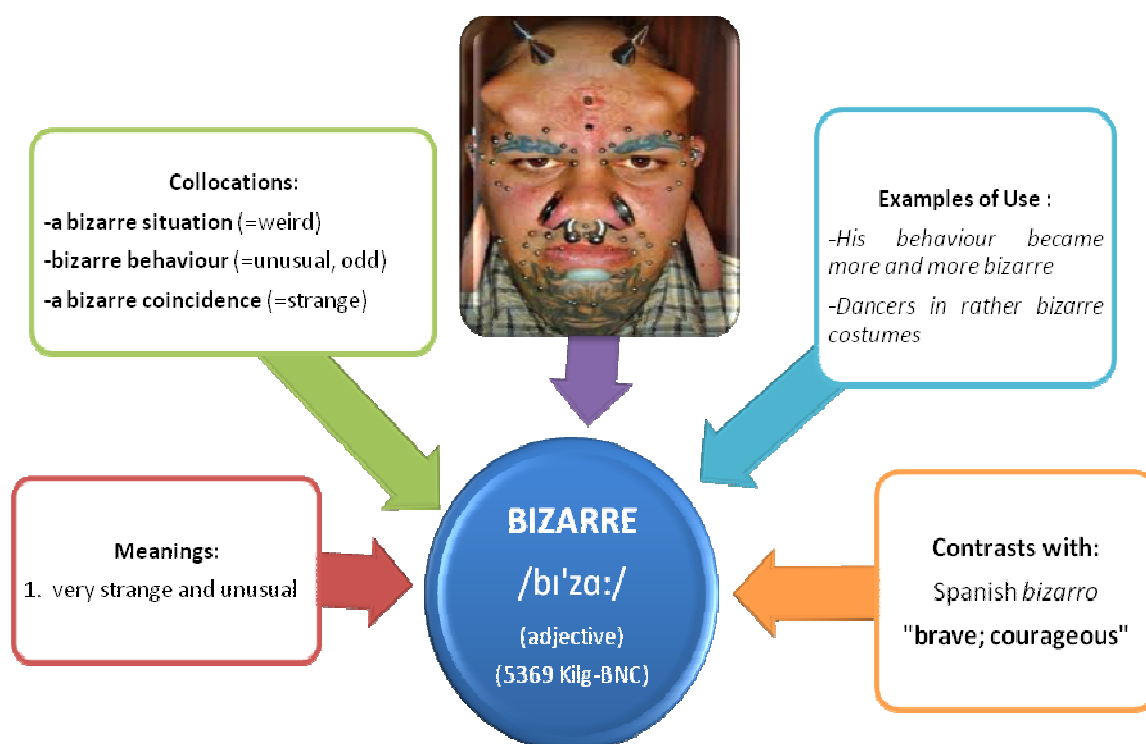 Collocations:
-a bizarre situation (=weird)
-bizarre behaviour (=unusual, odd)
-a bizarre coincidence (=strange)
Examples of Use :
-His behaviour became
more and more bizarre
-Dancers in rather bizarre
costumes
Meanings:
1. very strange and unusual
BIZARRE
/bɪ'zɑ:/
(adjective)
(5369 Kilg-BNC)
Contrasts with:
Spanish bizarro
"brave; courageous"